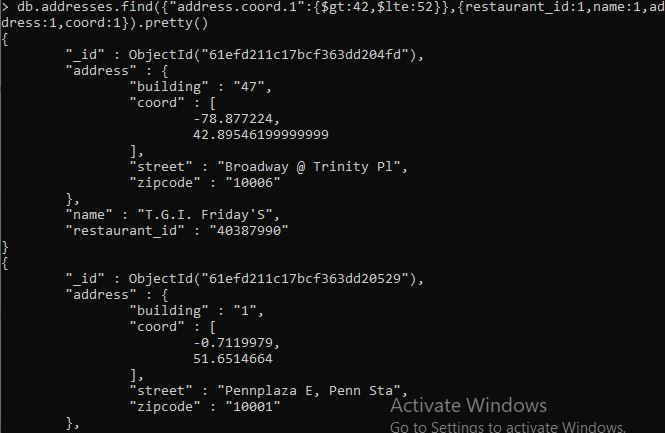 > db.addresses.find({"address.coord.1":{$gt:42,$lte:52}},{restaurant_id:1,name:1,ad
dress:1,coord:1}).pretty()
{
        "_id" : ObjectId("61efd211c17bcf363dd204fd"),
        "address" : {
                "building" : "47",
                "coord" : [
                        -78.877224,
                        42.89546199999999
                ],
                "street" : "Broadway @ Trinity Pl",
                "zipcode" : "10006"
        },
        "name" : "T.G.I. Friday'S",
        "restaurant_id" : "40387990"
}
{
        "_id" : ObjectId("61efd211c17bcf363dd20529"),
        "address" : {
                "building" : "1",
                "coord" : [
                        -0.7119979,
                        51.6514664
                ],
                "street" : "Pennplaza E, Penn Sta",
                "zipcode" : "10001"
        },
Activate Windows
Go to Settings to activate Windows.